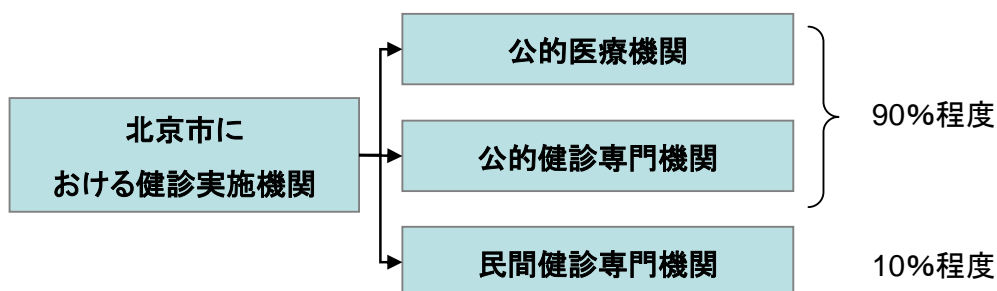 公的医療機関
北京市に
おける健診実施機関
公的健診専門機関
90%程度
民間健診専門機関
10%程度